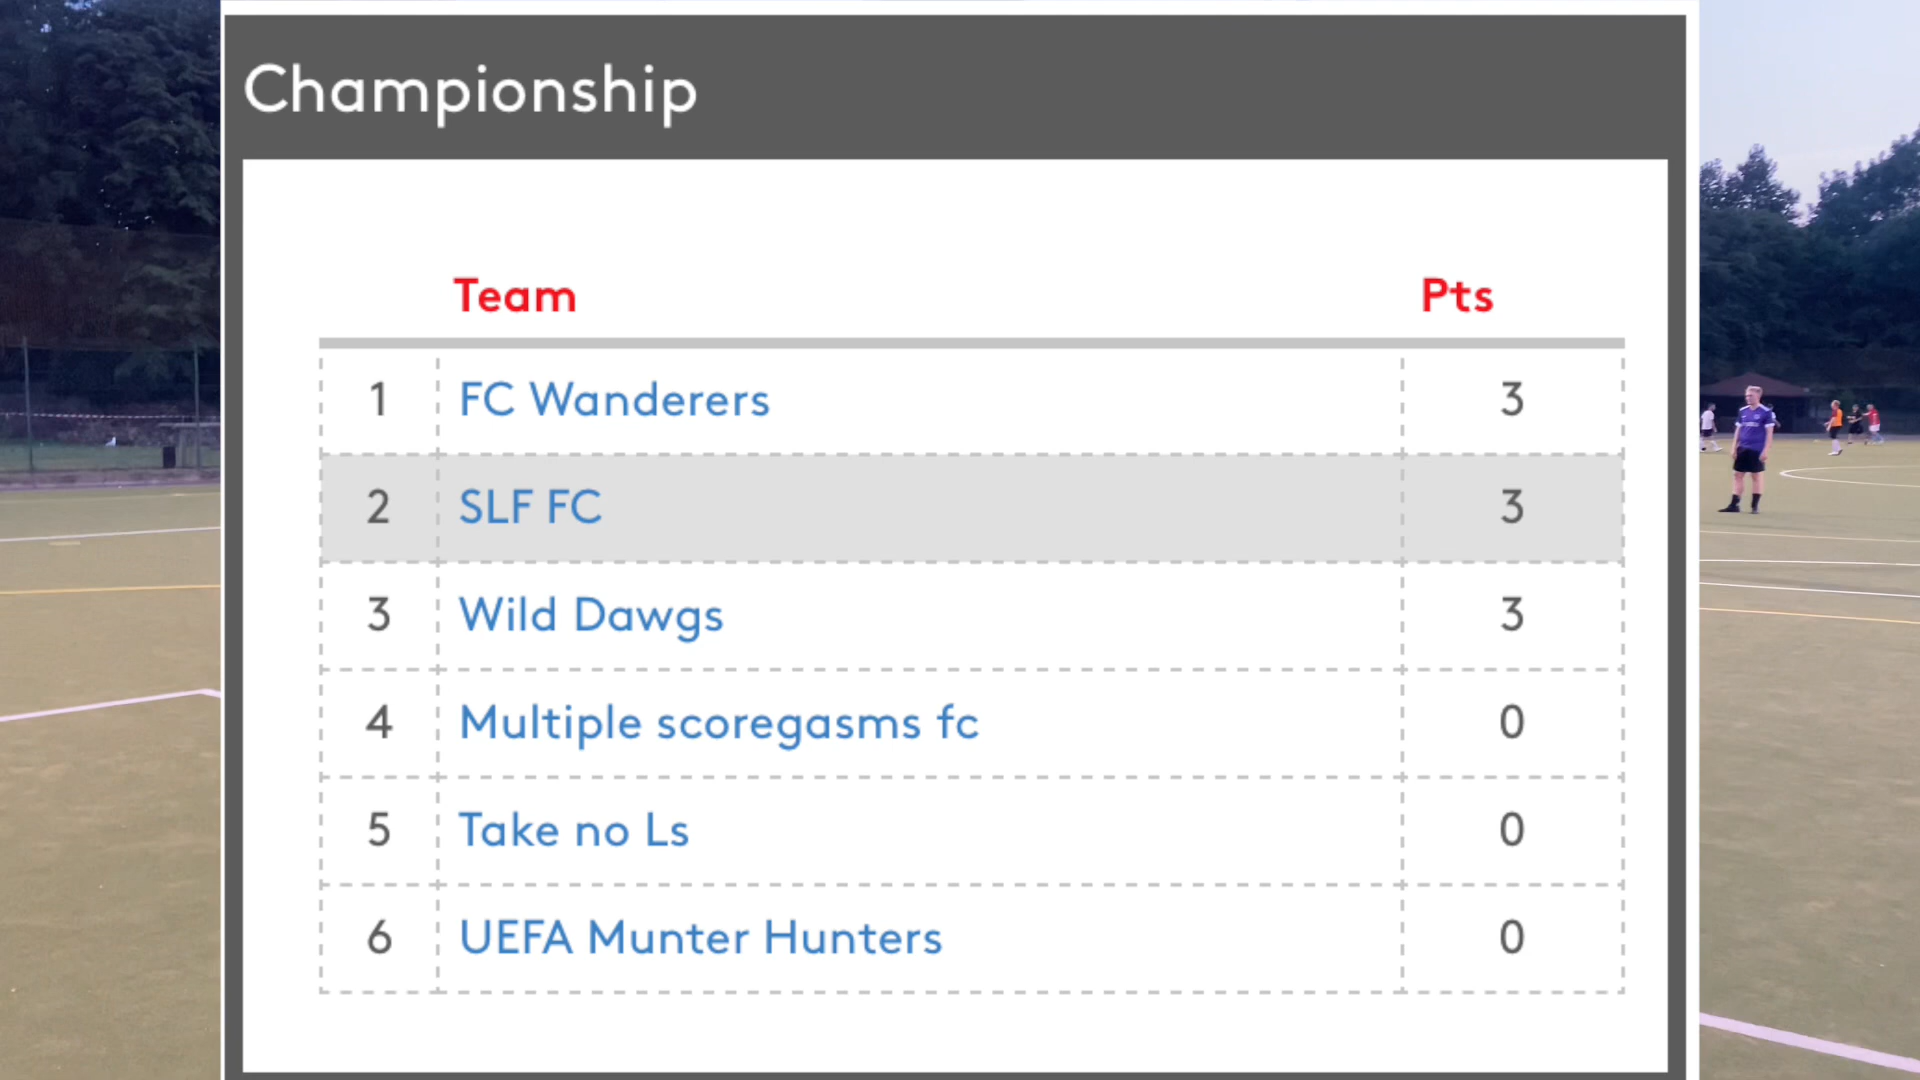 Championship
Team Pts
1 FC Wanderers 3
2 SLF FC 3
3 Wild Dawgs 3
4 Multiple scoregasms fc 0
5 Take no Ls 0
6 UEFA Munter Hunters 0